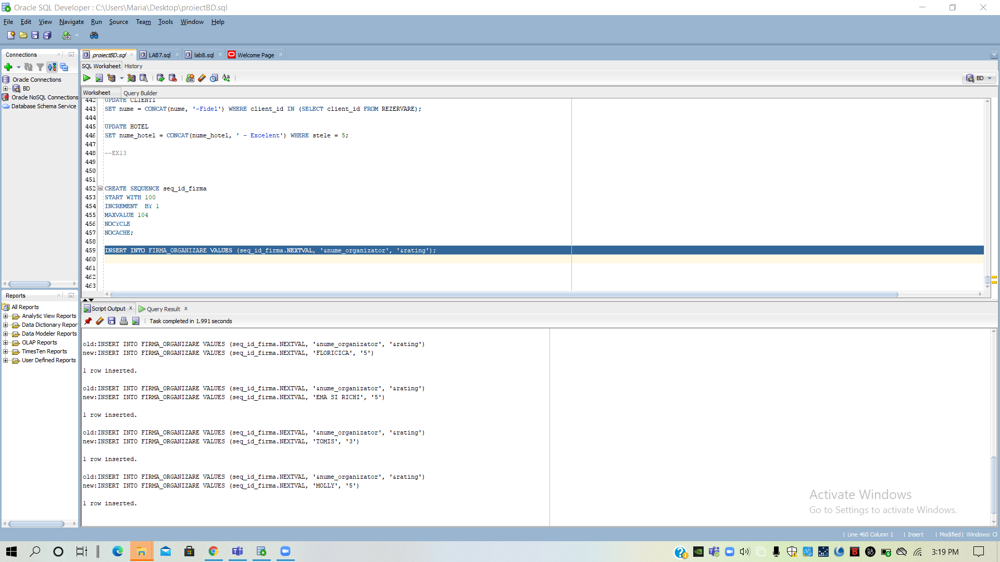 Oracle SQL Developer : C:\Users\Maria\Desktop\proiectBD.sql
File Edit View Navigate Run Source Team Tools Window Help
Connections
Oracle Connections
BD
Oracle NoSQL Connections
Database Schema Service
Reports
All Reports
Analytic View Reports
Data Dictionary Repor
Data Modeler Reports
OLAP Reports
TimesTen Reports
User Defined Reports
proiectBD.sql LAB7.sql lab8.sql Welcome Page
SQL Worksheet History
BD
Worksheet Query Builder
442 UPDATE CLIENTI
443 SET nume = CONCAT(nume, '-Fidel') WHERE client_id IN (SELECT client_id FROM REZERVARE);
444
445 UPDATE HOTEL
446 SET nume_hotel = CONCAT(nume_hotel, ' - Excelent') WHERE stele = 5;
447
448 --EX13
449
450
451
452 CREATE SEQUENCE seq_id_firma
453 START WITH 100
454 INCREMENT  BY 1
455 MAXVALUE 104
456 NOCYCLE
457 NOCACHE;
458
459 INSERT INTO FIRMA_ORGANIZARE VALUES (seq_id_firma.NEXTVAL, '&nume_organizator', '&rating');
460
461
462
463
Script Output Query Result
Task completed in 1.991 seconds
old:INSERT INTO FIRMA_ORGANIZARE VALUES (seq_id_firma.NEXTVAL, '&nume_organizator', '&rating')
new:INSERT INTO FIRMA_ORGANIZARE VALUES (seq_id_firma.NEXTVAL, 'FLORICICA', '5')
1 row inserted.
old:INSERT INTO FIRMA_ORGANIZARE VALUES (seq_id_firma.NEXTVAL, '&nume_organizator', '&rating')
new:INSERT INTO FIRMA_ORGANIZARE VALUES (seq_id_firma.NEXTVAL, 'EMA SI RICHI', '5')
1 row inserted.
old:INSERT INTO FIRMA_ORGANIZARE VALUES (seq_id_firma.NEXTVAL, '&nume_organizator', '&rating')
new:INSERT INTO FIRMA_ORGANIZARE VALUES (seq_id_firma.NEXTVAL, 'TOMIS', '3')
1 row inserted.
old:INSERT INTO FIRMA_ORGANIZARE VALUES (seq_id_firma.NEXTVAL, '&nume_organizator', '&rating')
new:INSERT INTO FIRMA_ORGANIZARE VALUES (seq_id_firma.NEXTVAL, 'MOLLY', '5')
1 row inserted.
Activate Windows
Go to Settings to activate Windows.
Line 460 Column 1 Insert Modified Windows: CF
3:19 PM